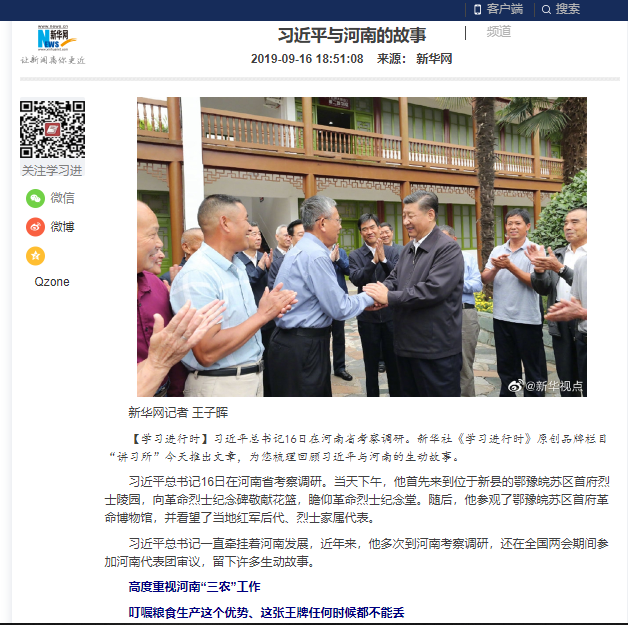 客户端
搜索
新华网
News
www.xinhuanet.com
让新闻离你更近
习近平与河南的故事
频道
2019-09-16 18:51:08 来源： 新华网
关注学习进
微信
微博
Qzone
@新华视点
新华网记者 王子晖
【学习进行时】习近平总书记16日在河南省考察调研。新华社《学习进行时》原创品牌栏目
“讲习所”今天推出文章，为您梳理回顾习近平与河南的生动故事。
习近平总书记16日在河南省考察调研。当天下午，他首先来到位于新县的鄂豫皖苏区首府烈
士陵园，向革命烈士纪念碑敬献花篮，瞻仰革命烈士纪念堂。随后，他参观了鄂豫皖苏区首府革
命博物馆，并看望了当地红军后代、烈士家属代表。
习近平总书记一直牵挂着河南发展，近年来，他多次到河南考察调研，还在全国两会期间参
加河南代表团审议，留下许多生动故事。
高度重视河南“三农”工作
叮嘱粮食生产这个优势、这张王牌任何时候都不能丢